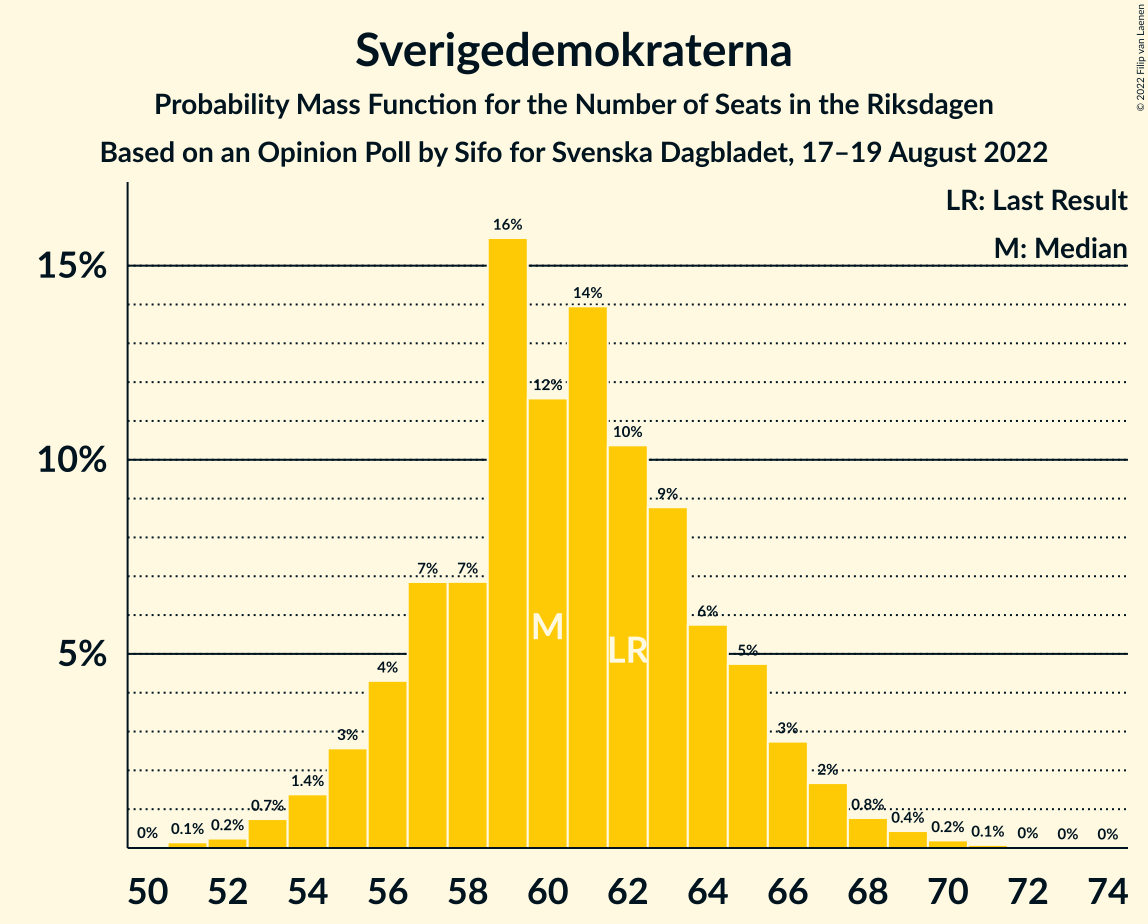 Sverigedemokraterna
Probability Mass Function for the Number of Seats in the Riksdagen
Based on an Opinion Poll by Sifo for Svenska Dagbladet, 17–19 August 2022
© 2022 Filip van Laenen
LR: Last Result
M: Median
15%
10%
5%
0% 0.1% 0.2% 0.7% 1.4% 3% 4% 7% 7% 16% 12% 14% 10% 9% 6% 5% 3% 2% 0.8% 0.4% 0.2% 0.1% 0% 0% 0%
M
LR
50 52 54 56 58 60 62 64 66 68 70 72 74